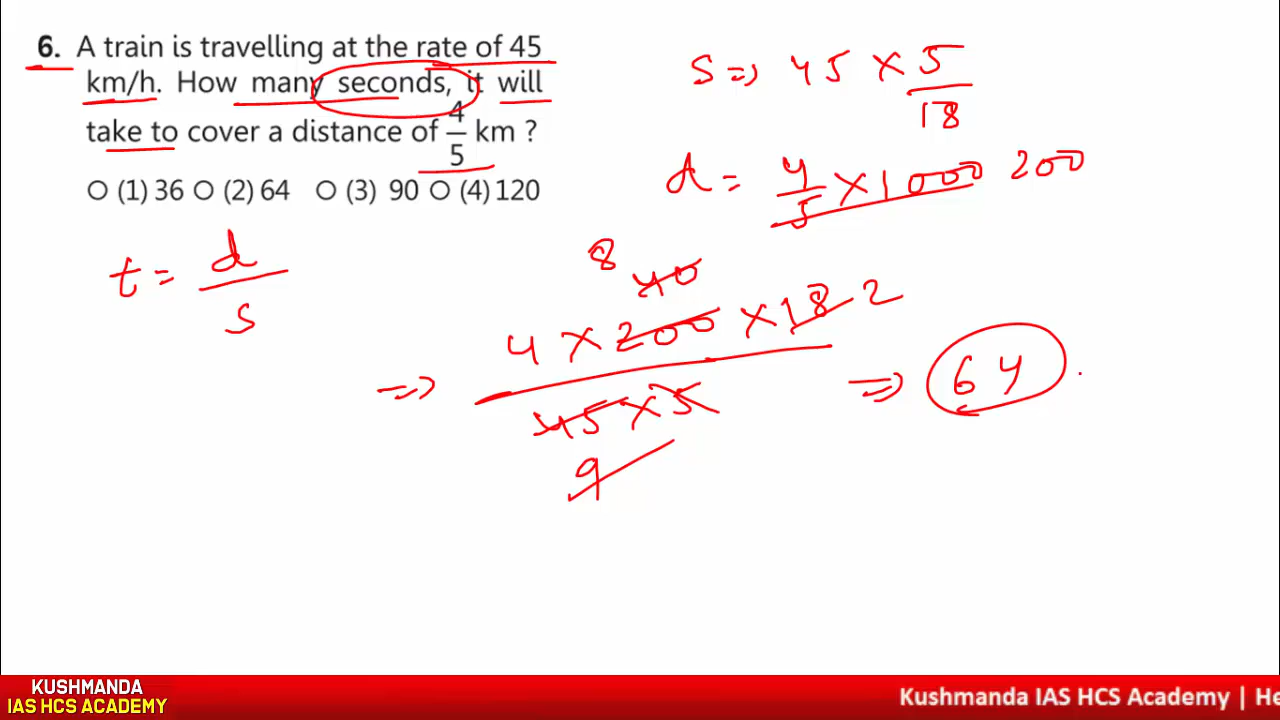 6. A train is travelling at the rate of 45
km/h. How many seconds, it will
take to cover a distance of 4/5 km ?
(1) 36 (2) 64 (3) 90 (4) 120
S => 45 × 5/18
d = 4/5 × 1000 200
t = d/s
8 40
=> 4 × 200 × 18 2
45 × 5
9
=> 64
KUSHMANDA
IAS HCS ACADEMY
Kushmanda IAS HCS Academy | He